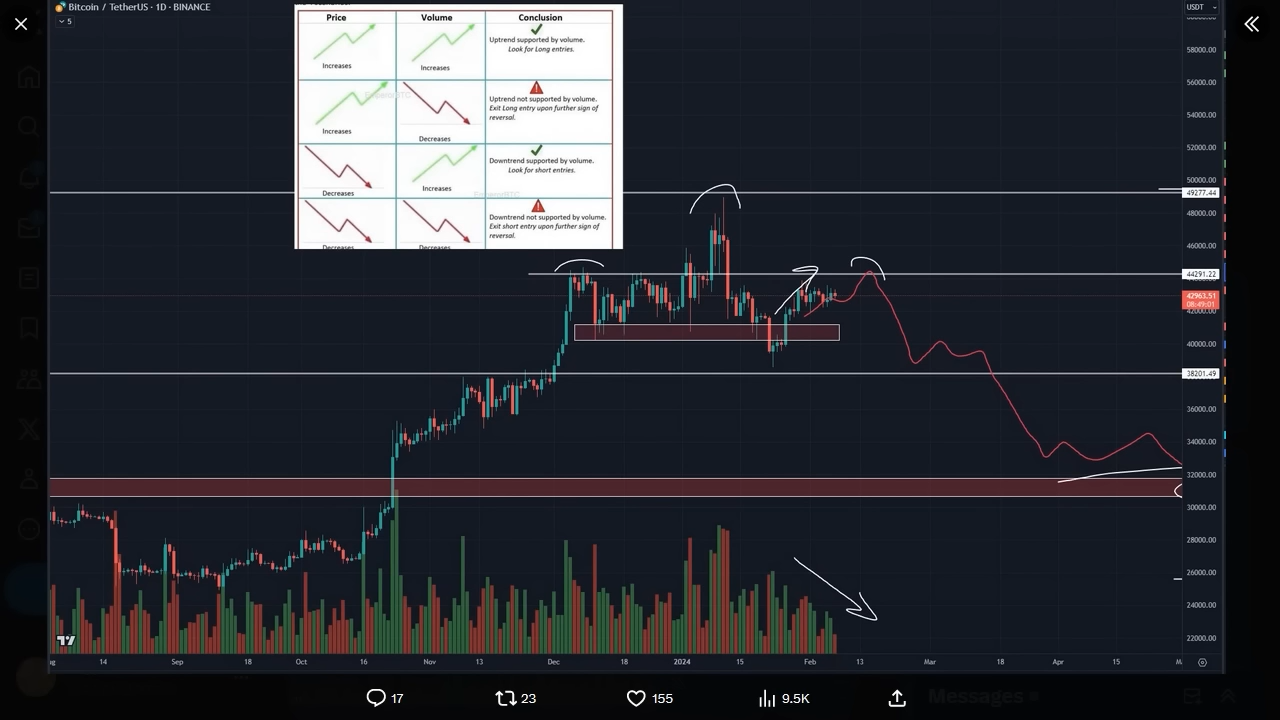 Bitcoin / TetherUS · 1D · BINANCE
5
USDT
Price Volume Conclusion
Uptrend supported by volume.
Look for Long entries.
Increases Increases
Uptrend not supported by volume.
Exit Long entry upon further sign of
reversal.
Increases Decreases
Downtrend supported by volume.
Look for short entries.
Decreases Increases
Downtrend not supported by volume.
Exit short entry upon further sign of
reversal.
Decreases Decreases
58000.00
56000.00
54000.00
52000.00
50000.00
49277.44
48000.00
46000.00
44291.22
42963.51
08:49:01
42000.00
40000.00
38201.49
36000.00
34000.00
32000.00
30000.00
28000.00
26000.00
24000.00
22000.00
14 Sep 18 Oct 16 Nov 13 Dec 18 2024 15 Feb 13 Mar 18 Apr 15
17 23 155 9.5K
Messages